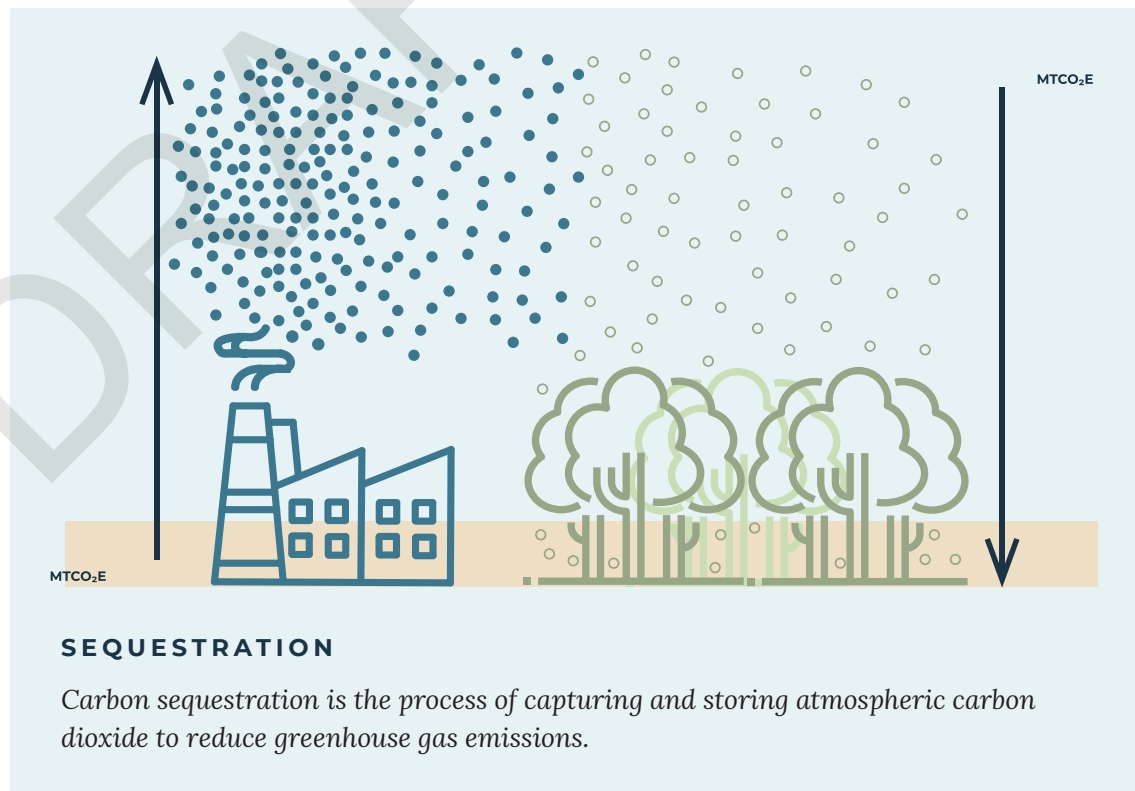 DRAF
MTCO₂E
MTCO₂E
SEQUESTRATION
Carbon sequestration is the process of capturing and storing atmospheric carbon
dioxide to reduce greenhouse gas emissions.